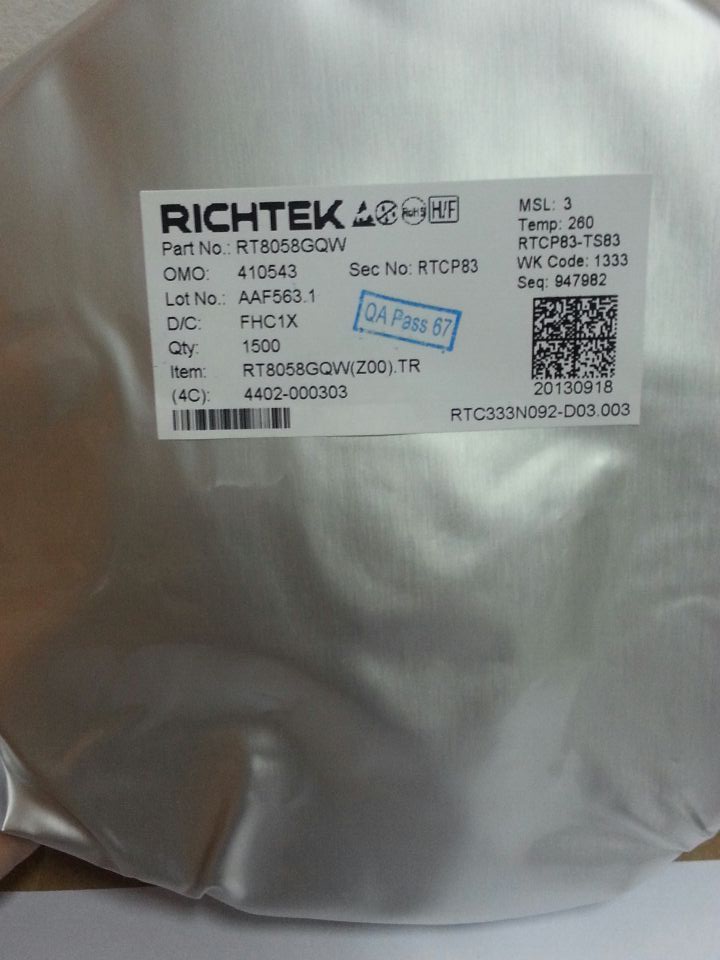 RICHTEK RoHS H/F
Part No.: RT8058GQW
OMO: 410543 Sec No: RTCP83
Lot No.: AAF563.1
D/C: FHC1X
Qty: 1500
Item: RT8058GQW(Z00).TR
(4C): 4402-000303
QA Pass 67
MSL: 3
Temp: 260
RTCP83-TS83
WK Code: 1333
Seq: 947982
20130918
RTC333N092-D03.003